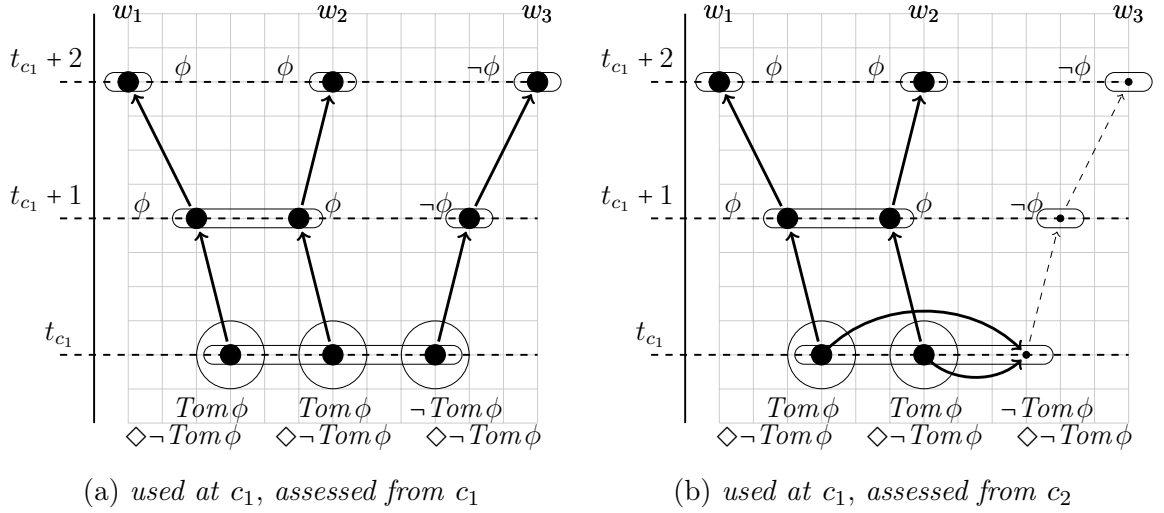 w₁ w₂ w₃
t_{c₁} + 2 ϕ ϕ ¬ϕ
t_{c₁} + 1 ϕ ϕ ¬ϕ
t_{c₁}
Tom ϕ Tom ϕ ¬Tom ϕ
◇¬Tom ϕ ◇¬Tom ϕ ◇¬Tom ϕ
(a) used at c₁, assessed from c₁
w₁ w₂ w₃
t_{c₁} + 2 ϕ ϕ ¬ϕ
t_{c₁} + 1 ϕ ϕ ¬ϕ
t_{c₁}
Tom ϕ Tom ϕ ¬Tom ϕ
◇¬Tom ϕ ◇¬Tom ϕ ◇¬Tom ϕ
(b) used at c₁, assessed from c₂